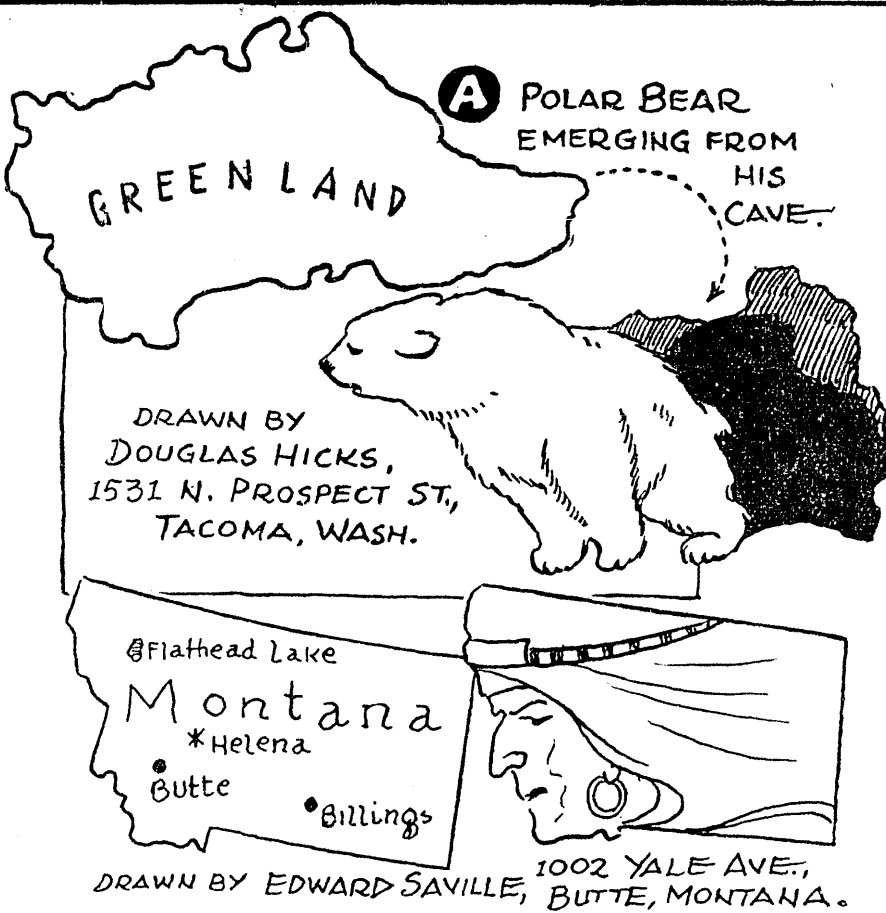 GREENLAND
A POLAR BEAR
EMERGING FROM
HIS
CAVE.
DRAWN BY
DOUGLAS HICKS,
1531 N. PROSPECT ST.,
TACOMA, WASH.
Flathead Lake
Montana
Helena
Butte
Billings
DRAWN BY EDWARD SAVILLE, 1002 YALE AVE.,
BUTTE, MONTANA.